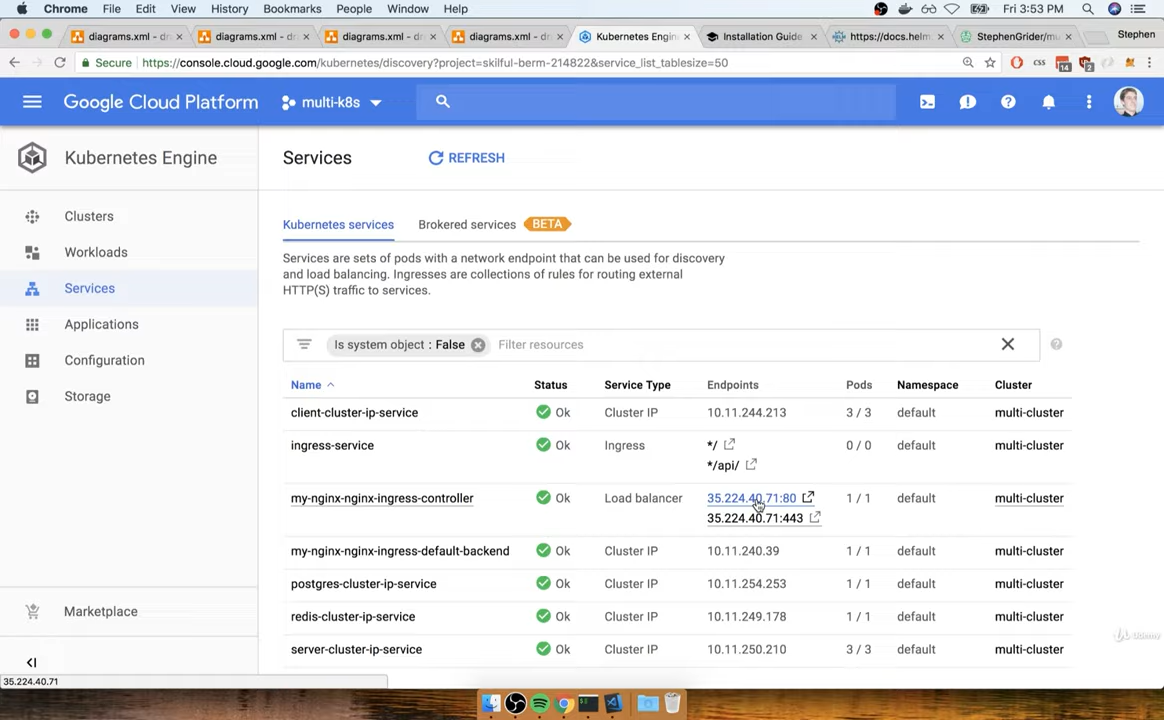 Chrome File Edit View History Bookmarks People Window Help Fri 3:53 PM
diagrams.xml - dr diagrams.xml - dr diagrams.xml - dr diagrams.xml - dr Kubernetes Engin Installation Guide https://docs.helm StephenGrider/mu Stephen
Secure https://console.cloud.google.com/kubernetes/discovery?project=skilful-berm-214822&service_list_tablesize=50 css 14 2
Google Cloud Platform multi-k8s
Kubernetes Engine
Services REFRESH
Clusters
Workloads
Services
Applications
Configuration
Storage
Marketplace
Kubernetes services Brokered services BETA
Services are sets of pods with a network endpoint that can be used for discovery
and load balancing. Ingresses are collections of rules for routing external
HTTP(S) traffic to services.
Is system object : False Filter resources
Name Status Service Type Endpoints Pods Namespace Cluster
client-cluster-ip-service Ok Cluster IP 10.11.244.213 3 / 3 default multi-cluster
ingress-service Ok Ingress */ 0 / 0 default multi-cluster
*/api/
my-nginx-nginx-ingress-controller Ok Load balancer 35.224.40.71:80 1 / 1 default multi-cluster
35.224.40.71:443
my-nginx-nginx-ingress-default-backend Ok Cluster IP 10.11.240.39 1 / 1 default multi-cluster
postgres-cluster-ip-service Ok Cluster IP 10.11.254.253 1 / 1 default multi-cluster
redis-cluster-ip-service Ok Cluster IP 10.11.249.178 1 / 1 default multi-cluster
server-cluster-ip-service Ok Cluster IP 10.11.250.210 3 / 3 default multi-cluster
Udemy
35.224.40.71